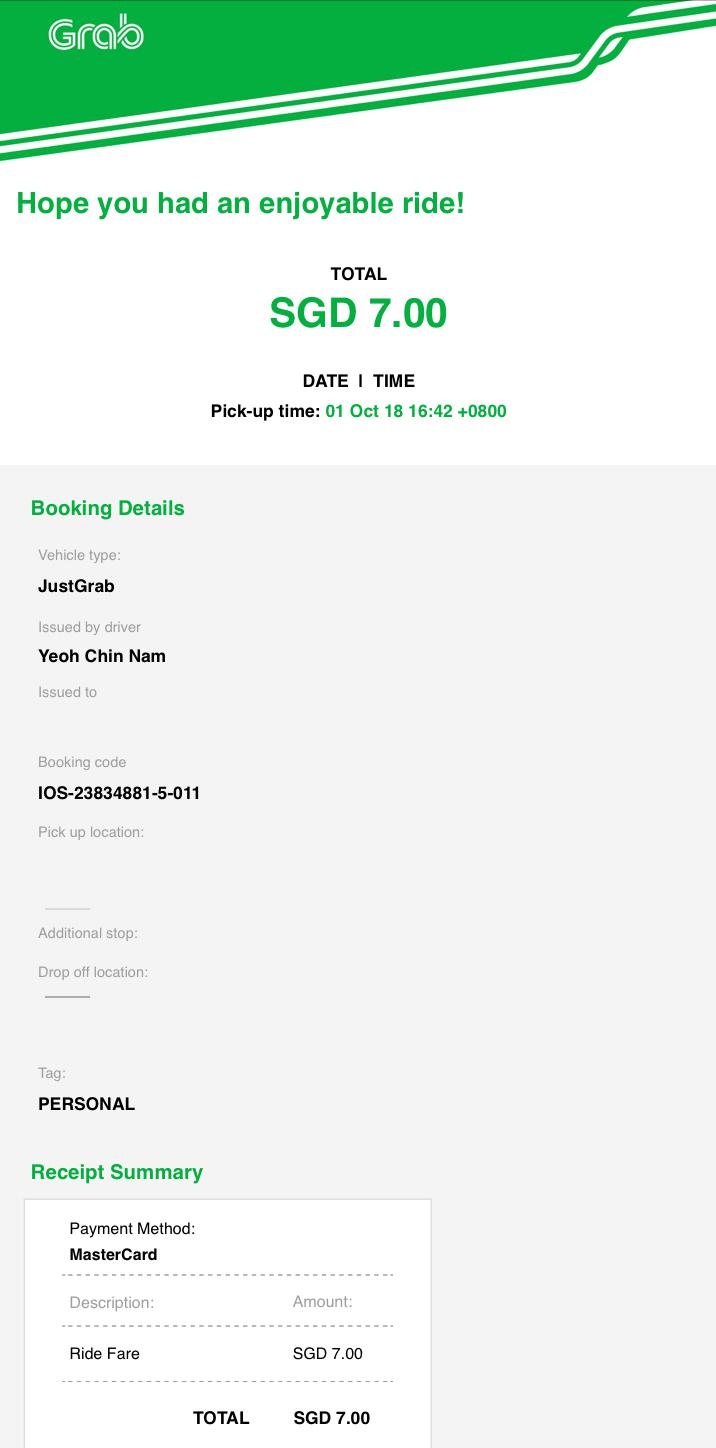 Grab
Hope you had an enjoyable ride!
TOTAL
SGD 7.00
DATE | TIME
Pick-up time: 01 Oct 18 16:42 +0800
Booking Details
Vehicle type:
JustGrab
Issued by driver
Yeoh Chin Nam
Issued to
Booking code
IOS-23834881-5-011
Pick up location:
Additional stop:
Drop off location:
Tag:
PERSONAL
Receipt Summary
Payment Method:
MasterCard
Description: Amount:
Ride Fare SGD 7.00
TOTAL SGD 7.00